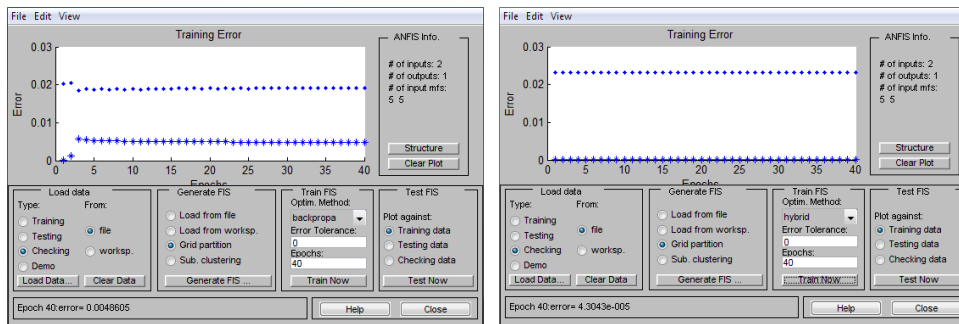 File Edit View
Training Error
0.03
0.02
0.01
0
Error
0 5 10 15 20 25 30 35 40
Epochs
ANFIS Info.
# of inputs: 2
# of outputs: 1
# of input mfs:
5 5
Structure
Clear Plot
Load data
Type: From:
Training
Testing
Checking
Demo
file
worksp.
Load Data... Clear Data
Generate FIS
Load from file
Load from worksp.
Grid partition
Sub. clustering
Generate FIS ...
Train FIS
Optim. Method:
backpropa
Error Tolerance:
0
Epochs:
40
Train Now
Test FIS
Plot against:
Training data
Testing data
Checking data
Test Now
Epoch 40:error= 0.0048605
Help Close
File Edit View
Training Error
0.03
0.02
0.01
0
Error
0 5 10 15 20 25 30 35 40
Epochs
ANFIS Info.
# of inputs: 2
# of outputs: 1
# of input mfs:
5 5
Structure
Clear Plot
Load data
Type: From:
Training
Testing
Checking
Demo
file
worksp.
Load Data... Clear Data
Generate FIS
Load from file
Load from worksp.
Grid partition
Sub. clustering
Generate FIS ...
Train FIS
Optim. Method:
hybrid
Error Tolerance:
0
Epochs:
40
Train Now
Test FIS
Plot against:
Training data
Testing data
Checking data
Test Now
Epoch 40:error= 4.3043e-005
Help Close